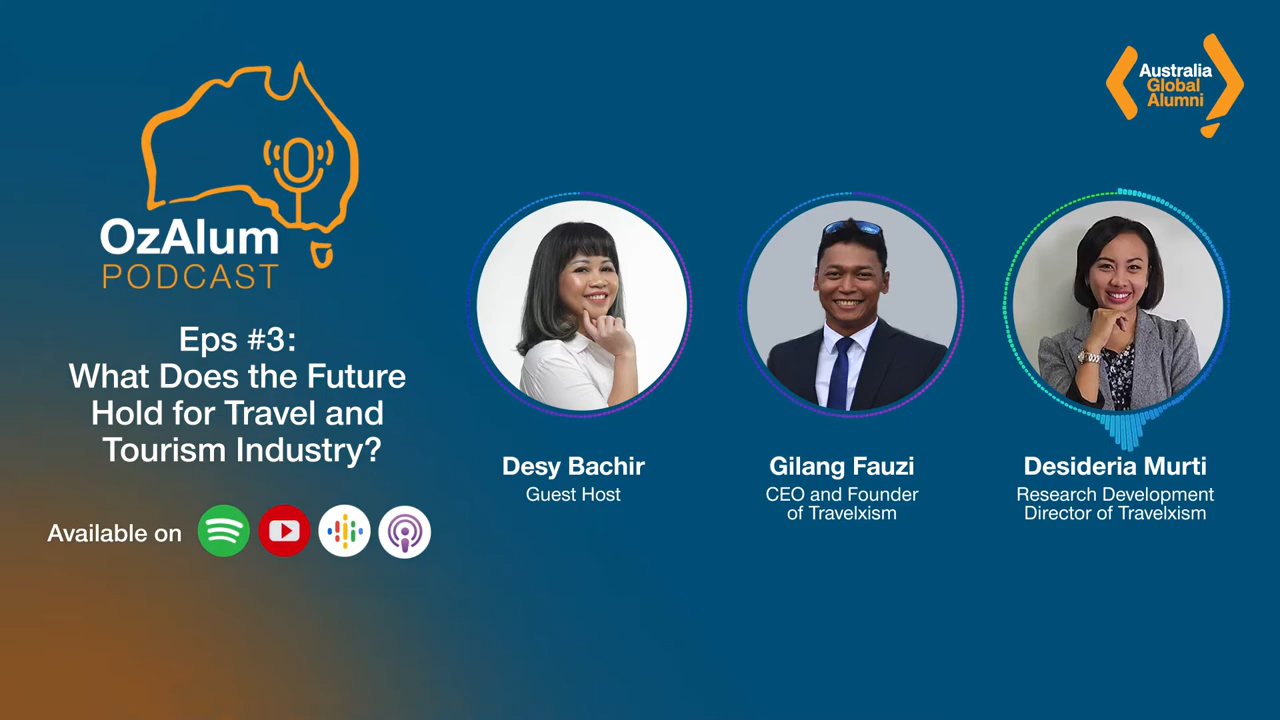 OzAlum
PODCAST
Eps #3:
What Does the Future
Hold for Travel and
Tourism Industry?
Available on
Australia
Global
Alumni
Desy Bachir
Guest Host
Gilang Fauzi
CEO and Founder
of Travelxism
Desideria Murti
Research Development
Director of Travelxism